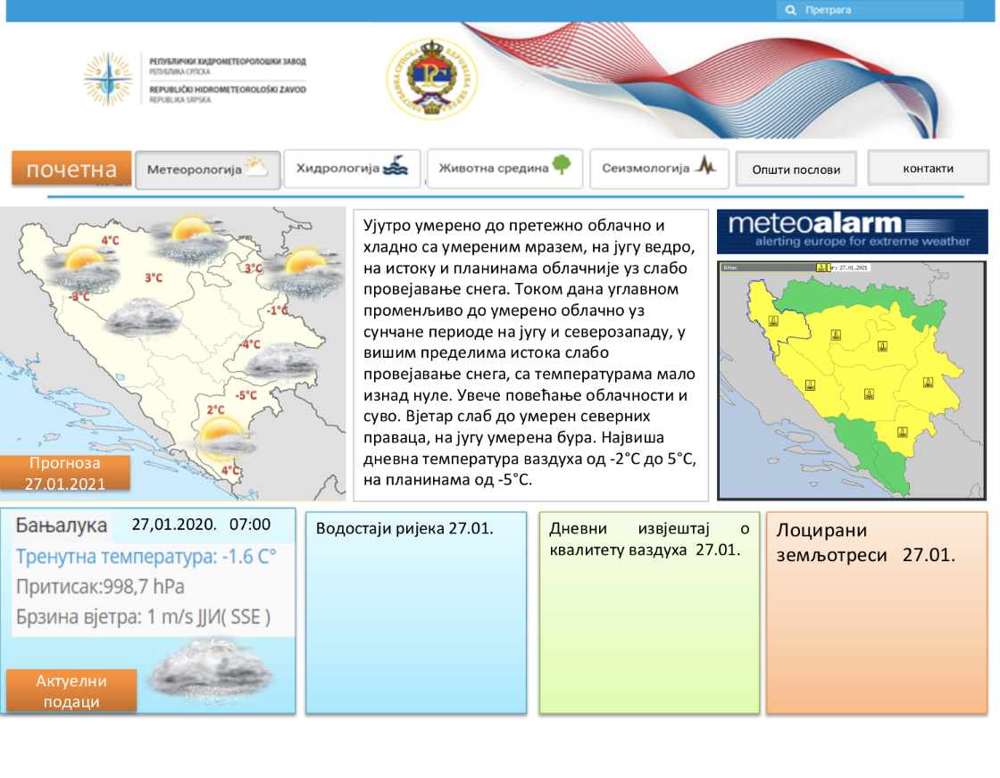 Претрага
РЕПУБЛИЧКИ ХИДРОМЕТЕОРОЛОШКИ ЗАВОД
РЕПУБЛИКА СРПСКА
REPUBLIČKI HIDROMETEOROLOŠKI ZAVOD
REPUBLIKA SRPSKA
РЕПУБЛИКА СРПСКА REPUBLIKA SRPSKA
почетна
Метеорологија
Хидрологија
Животна средина
Сеизмологија
Општи послови
контакти
4°C
3°C
3°C
-3°C
-1°C
-4°C
-5°C
2°C
4°C
Прогноза
27.01.2021
Ујутро умерено до претежно облачно и
хладно са умереним мразем, на југу ведро,
на истоку и планинама облачније уз слабо
провејавање снега. Током дана углавном
променљиво до умерено облачно уз
сунчане периоде на југу и северозападу, у
вишим пределима истока слабо
провејавање снега, са температурама мало
изнад нуле. Увече повећање облачности и
суво. Вјетар слаб до умерен северних
праваца, на југу умерена бура. Највиша
дневна температура ваздуха од -2°C до 5°C,
на планинама од -5°C.
meteoalarm
alerting europe for extreme weather
Bihac
r: 27.01.2021
Бањалука 27,01.2020. 07:00
Тренутна температура: -1.6 C°
Притисак:998,7 hPa
Брзина вјетра: 1 m/s ЈЈИ( SSE )
Актуелни
подаци
Водостаји ријека 27.01.
Дневни извјештај о
квалитету ваздуха 27.01.
Лоцирани
земљотреси 27.01.